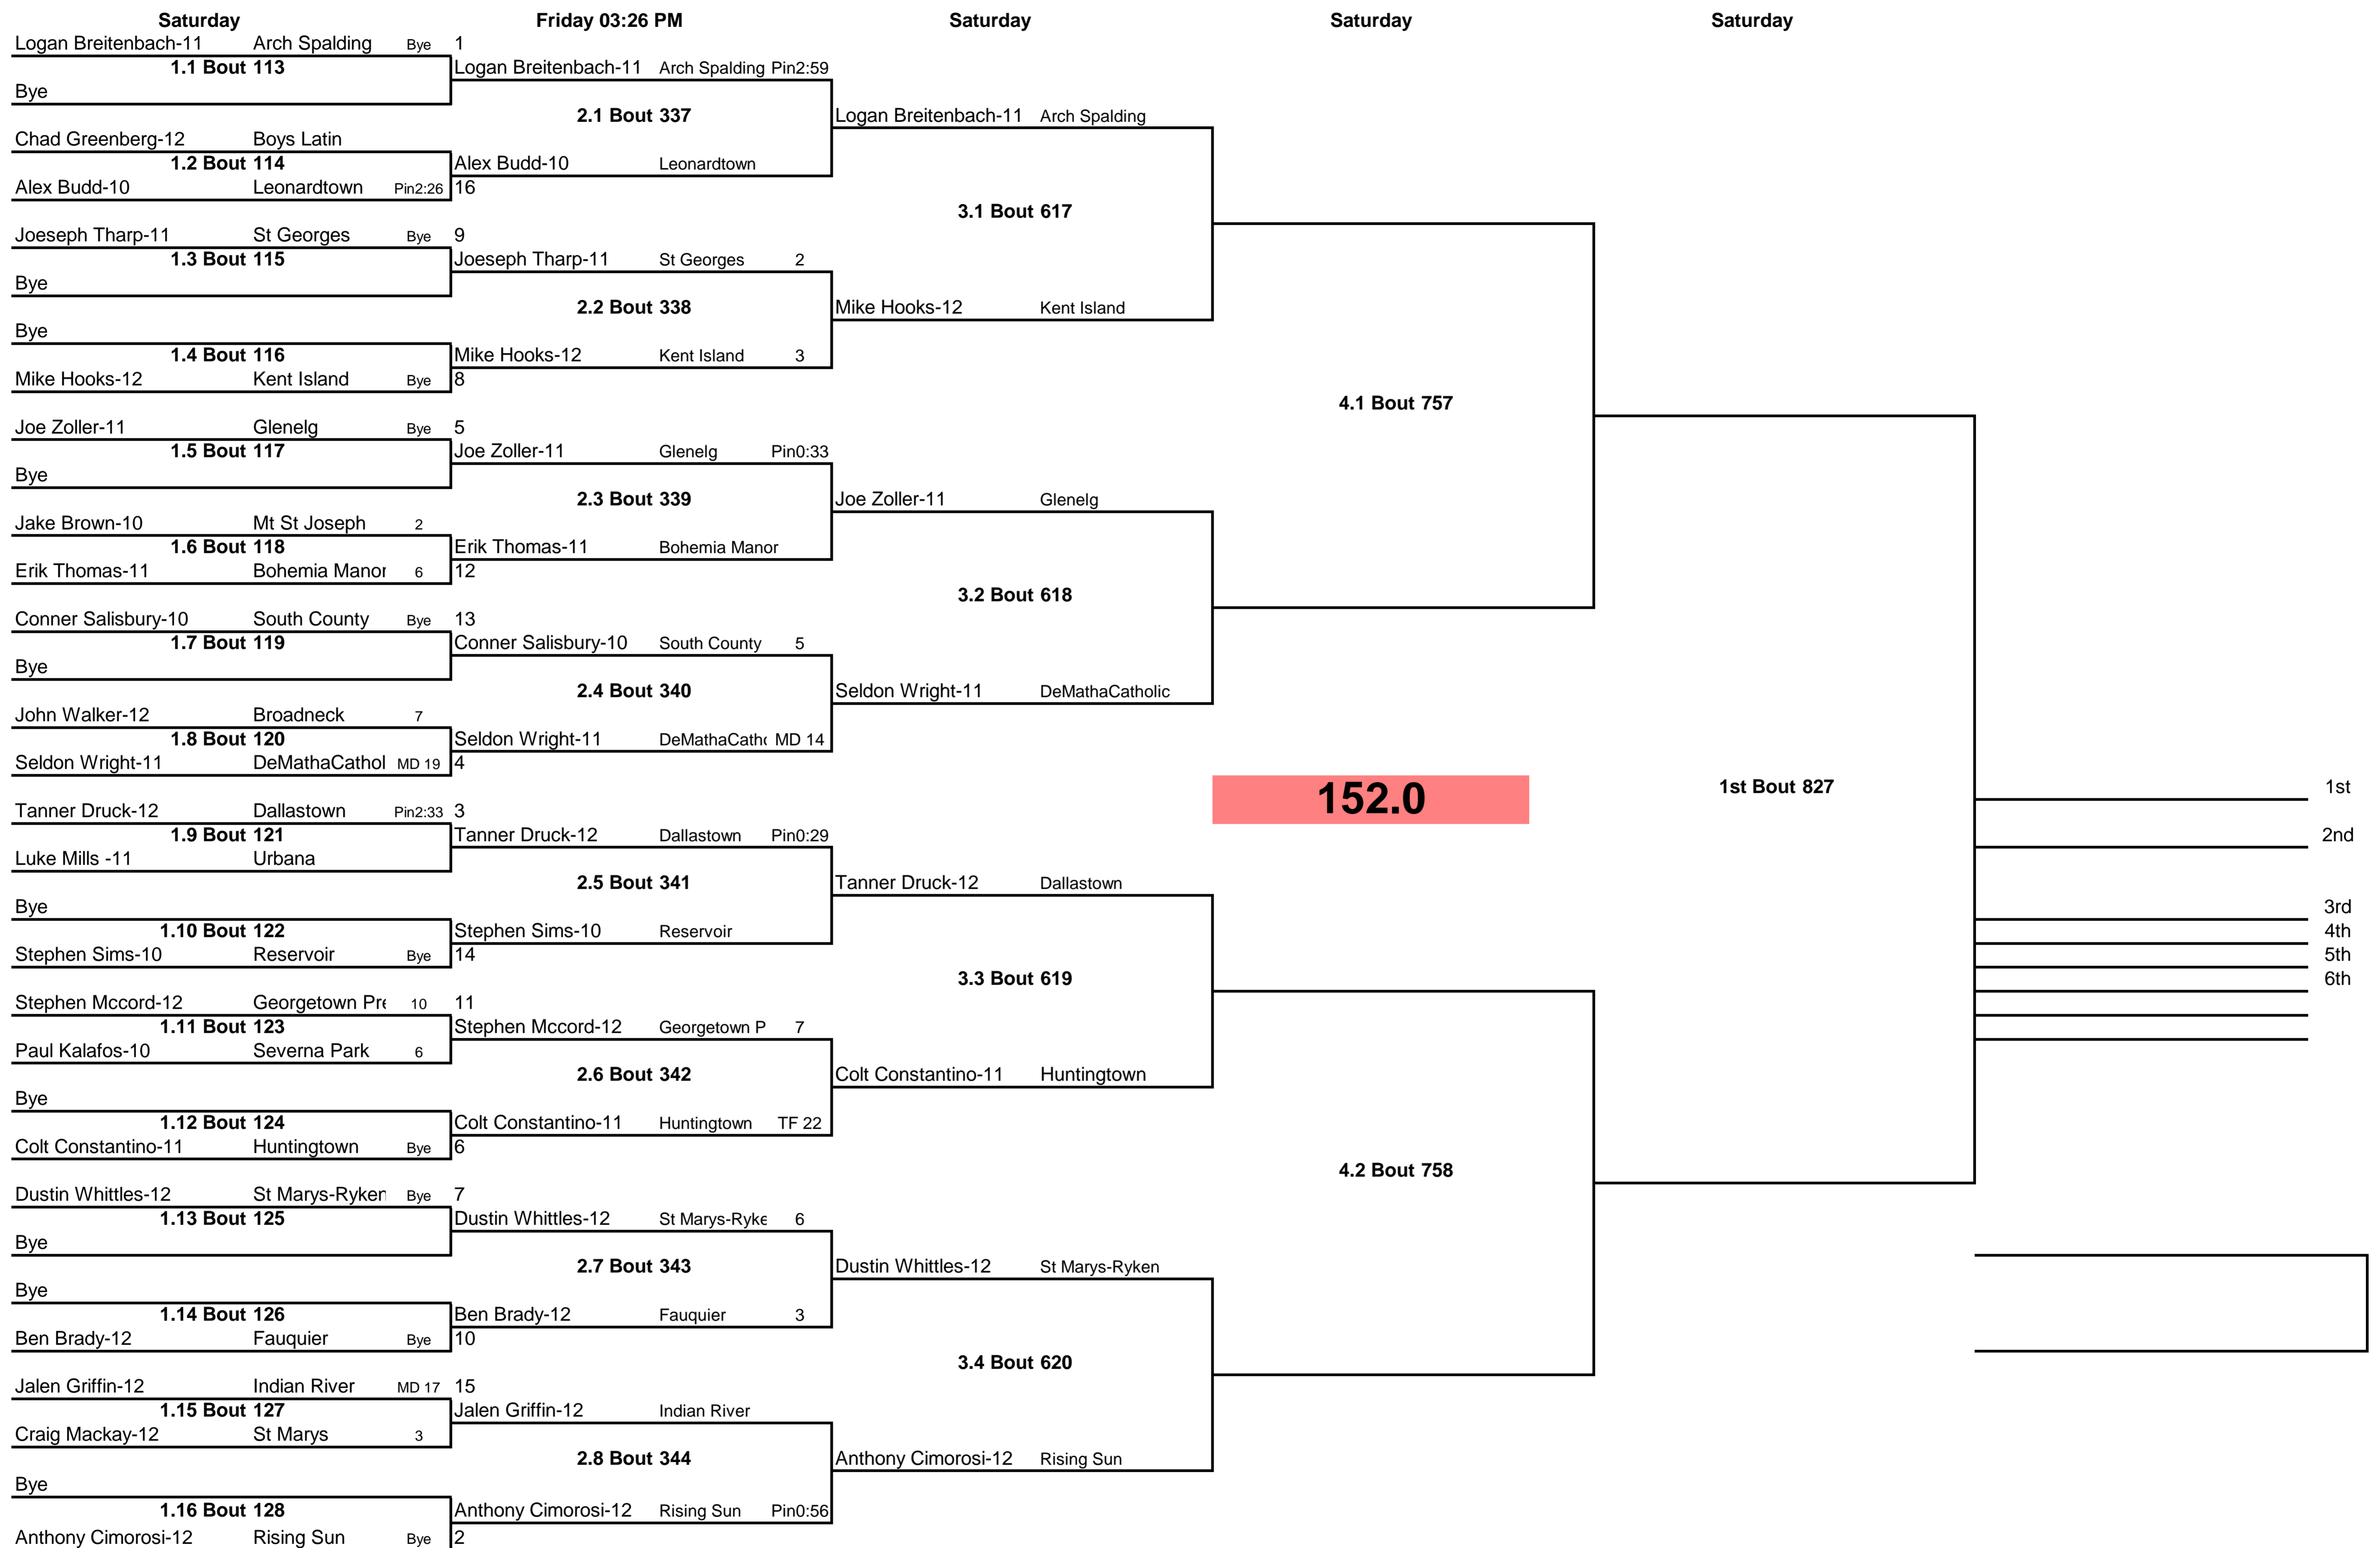 Saturday Friday 03:26 PM Saturday Saturday Saturday
Logan Breitenbach-11 Arch Spalding Bye 1
1.1 Bout 113 Logan Breitenbach-11 Arch Spalding Pin2:59
Bye
2.1 Bout 337 Logan Breitenbach-11 Arch Spalding
Chad Greenberg-12 Boys Latin
1.2 Bout 114 Alex Budd-10 Leonardtown
Alex Budd-10 Leonardtown Pin2:26 16
3.1 Bout 617
Joeseph Tharp-11 St Georges Bye 9
1.3 Bout 115 Joeseph Tharp-11 St Georges 2
Bye
2.2 Bout 338 Mike Hooks-12 Kent Island
Bye
1.4 Bout 116 Mike Hooks-12 Kent Island 3
Mike Hooks-12 Kent Island Bye 8
4.1 Bout 757
Joe Zoller-11 Glenelg Bye 5
1.5 Bout 117 Joe Zoller-11 Glenelg Pin0:33
Bye
2.3 Bout 339 Joe Zoller-11 Glenelg
Jake Brown-10 Mt St Joseph 2
1.6 Bout 118 Erik Thomas-11 Bohemia Manor
Erik Thomas-11 Bohemia Manor 6 12
3.2 Bout 618
Conner Salisbury-10 South County Bye 13
1.7 Bout 119 Conner Salisbury-10 South County 5
Bye
2.4 Bout 340 Seldon Wright-11 DeMathaCatholic
John Walker-12 Broadneck 7
1.8 Bout 120 Seldon Wright-11 DeMathaCath MD 14
Seldon Wright-11 DeMathaCathol MD 19 4
152.0 1st Bout 827 1st
Tanner Druck-12 Dallastown Pin2:33 3
1.9 Bout 121 Tanner Druck-12 Dallastown Pin0:29 2nd
Luke Mills -11 Urbana
2.5 Bout 341 Tanner Druck-12 Dallastown
Bye 3rd
1.10 Bout 122 Stephen Sims-10 Reservoir 4th
Stephen Sims-10 Reservoir Bye 14 5th
3.3 Bout 619 6th
Stephen Mccord-12 Georgetown Pre 10 11
1.11 Bout 123 Stephen Mccord-12 Georgetown P 7
Paul Kalafos-10 Severna Park 6
2.6 Bout 342 Colt Constantino-11 Huntingtown
Bye
1.12 Bout 124 Colt Constantino-11 Huntingtown TF 22
Colt Constantino-11 Huntingtown Bye 6
4.2 Bout 758
Dustin Whittles-12 St Marys-Ryken Bye 7
1.13 Bout 125 Dustin Whittles-12 St Marys-Ryke 6
Bye
2.7 Bout 343 Dustin Whittles-12 St Marys-Ryken
Bye
1.14 Bout 126 Ben Brady-12 Fauquier 3
Ben Brady-12 Fauquier Bye 10
3.4 Bout 620
Jalen Griffin-12 Indian River MD 17 15
1.15 Bout 127 Jalen Griffin-12 Indian River
Craig Mackay-12 St Marys 3
2.8 Bout 344 Anthony Cimorosi-12 Rising Sun
Bye
1.16 Bout 128 Anthony Cimorosi-12 Rising Sun Pin0:56
Anthony Cimorosi-12 Rising Sun Bye 2